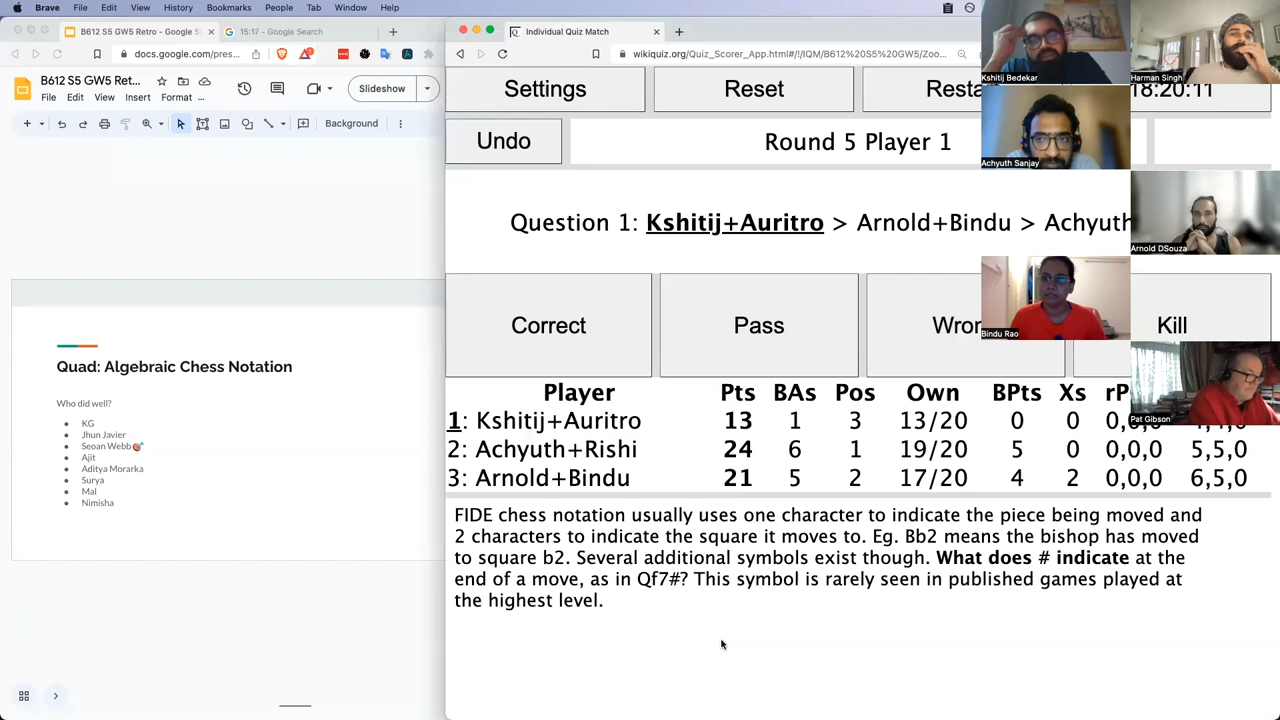 Brave File Edit View History Bookmarks People Tab Window Help
B612 S5 GW5 Retro - Google S
15:17 - Google Search
docs.google.com/pres...
B612 S5 GW5 Ret...
File Edit View Insert Format ...
Slideshow
Background
Quad: Algebraic Chess Notation
Who did well?
KG
Jhun Javier
Seoan Webb🎯
Ajit
Aditya Morarka
Surya
Mal
Nimisha
Individual Quiz Match
wikiquiz.org/Quiz_Scorer_App.html#/!/IQM/B612%20S5%20GW5/Zoo...
Settings Reset Resta 18:20:11
Undo Round 5 Player 1
Question 1: Kshitij+Auritro > Arnold+Bindu > Achyuth
Correct Pass Wron Kill
Player Pts BAs Pos Own BPts Xs rP
1: Kshitij+Auritro 13 1 3 13/20 0 0 0,0,0
2: Achyuth+Rishi 24 6 1 19/20 5 0 0,0,0 5,5,0
3: Arnold+Bindu 21 5 2 17/20 4 2 0,0,0 6,5,0
FIDE chess notation usually uses one character to indicate the piece being moved and
2 characters to indicate the square it moves to. Eg. Bb2 means the bishop has moved
to square b2. Several additional symbols exist though. What does # indicate at the
end of a move, as in Qf7#? This symbol is rarely seen in published games played at
the highest level.
Kshitij Bedekar
Harman Singh
Achyuth Sanjay
Arnold DSouza
Bindu Rao
Pat Gibson